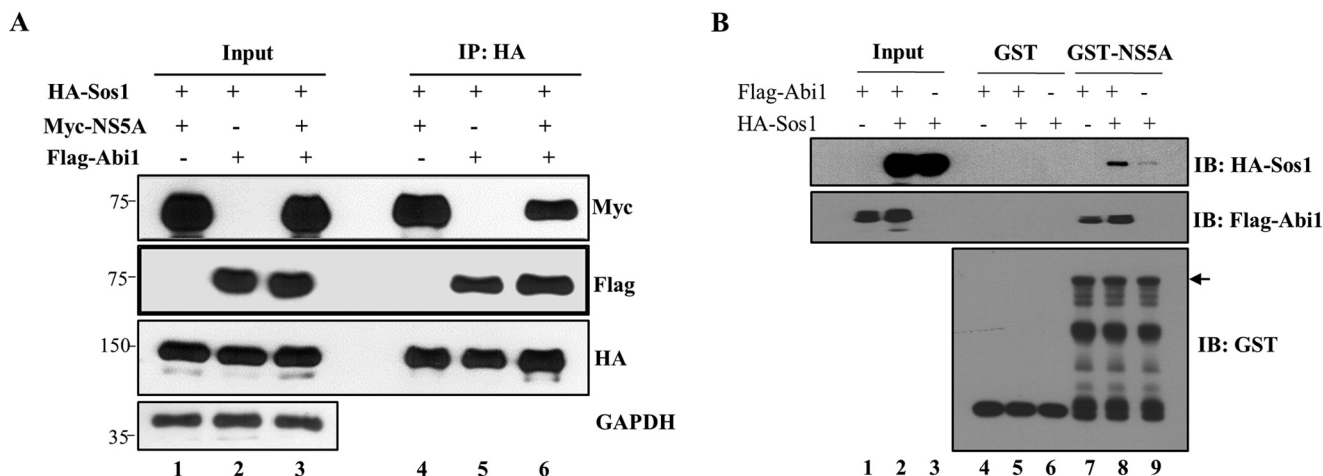 A
Input IP: HA
HA-Sos1 + + + + + +
Myc-NS5A + - + + - +
Flag-Abi1 - + + - + +
75 Myc
75 Flag
150 HA
35 GAPDH
1 2 3 4 5 6
B
Input GST GST-NS5A
Flag-Abi1 + + - + + - + + -
HA-Sos1 - + + - + + - + +
IB: HA-Sos1
IB: Flag-Abi1
IB: GST
1 2 3 4 5 6 7 8 9